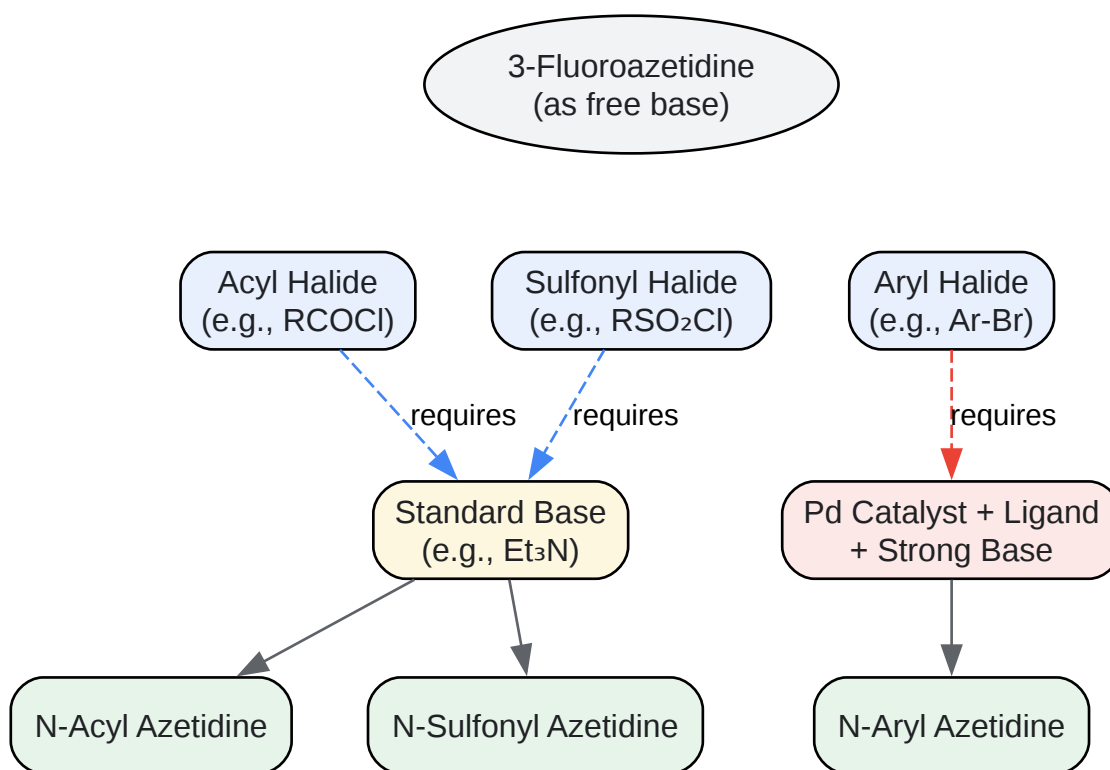 3-Fluoroazetidine
(as free base)
Acyl Halide
(e.g., RCOCl)
Sulfonyl Halide
(e.g., RSO₂Cl)
Aryl Halide
(e.g., Ar-Br)
requires
requires
requires
Standard Base
(e.g., Et₃N)
Pd Catalyst + Ligand
+ Strong Base
N-Acyl Azetidine
N-Sulfonyl Azetidine
N-Aryl Azetidine